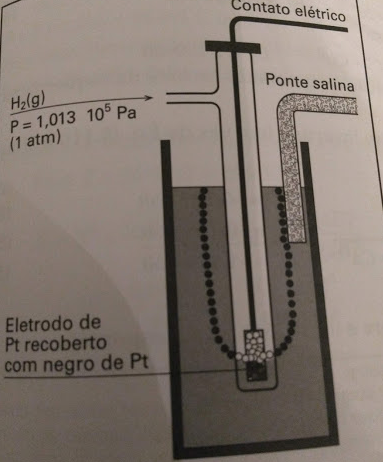 Contato elétrico
Ponte salina
H₂(g)
P = 1,013 10⁵ Pa
(1 atm)
Eletrodo de
Pt recoberto
com negro de Pt